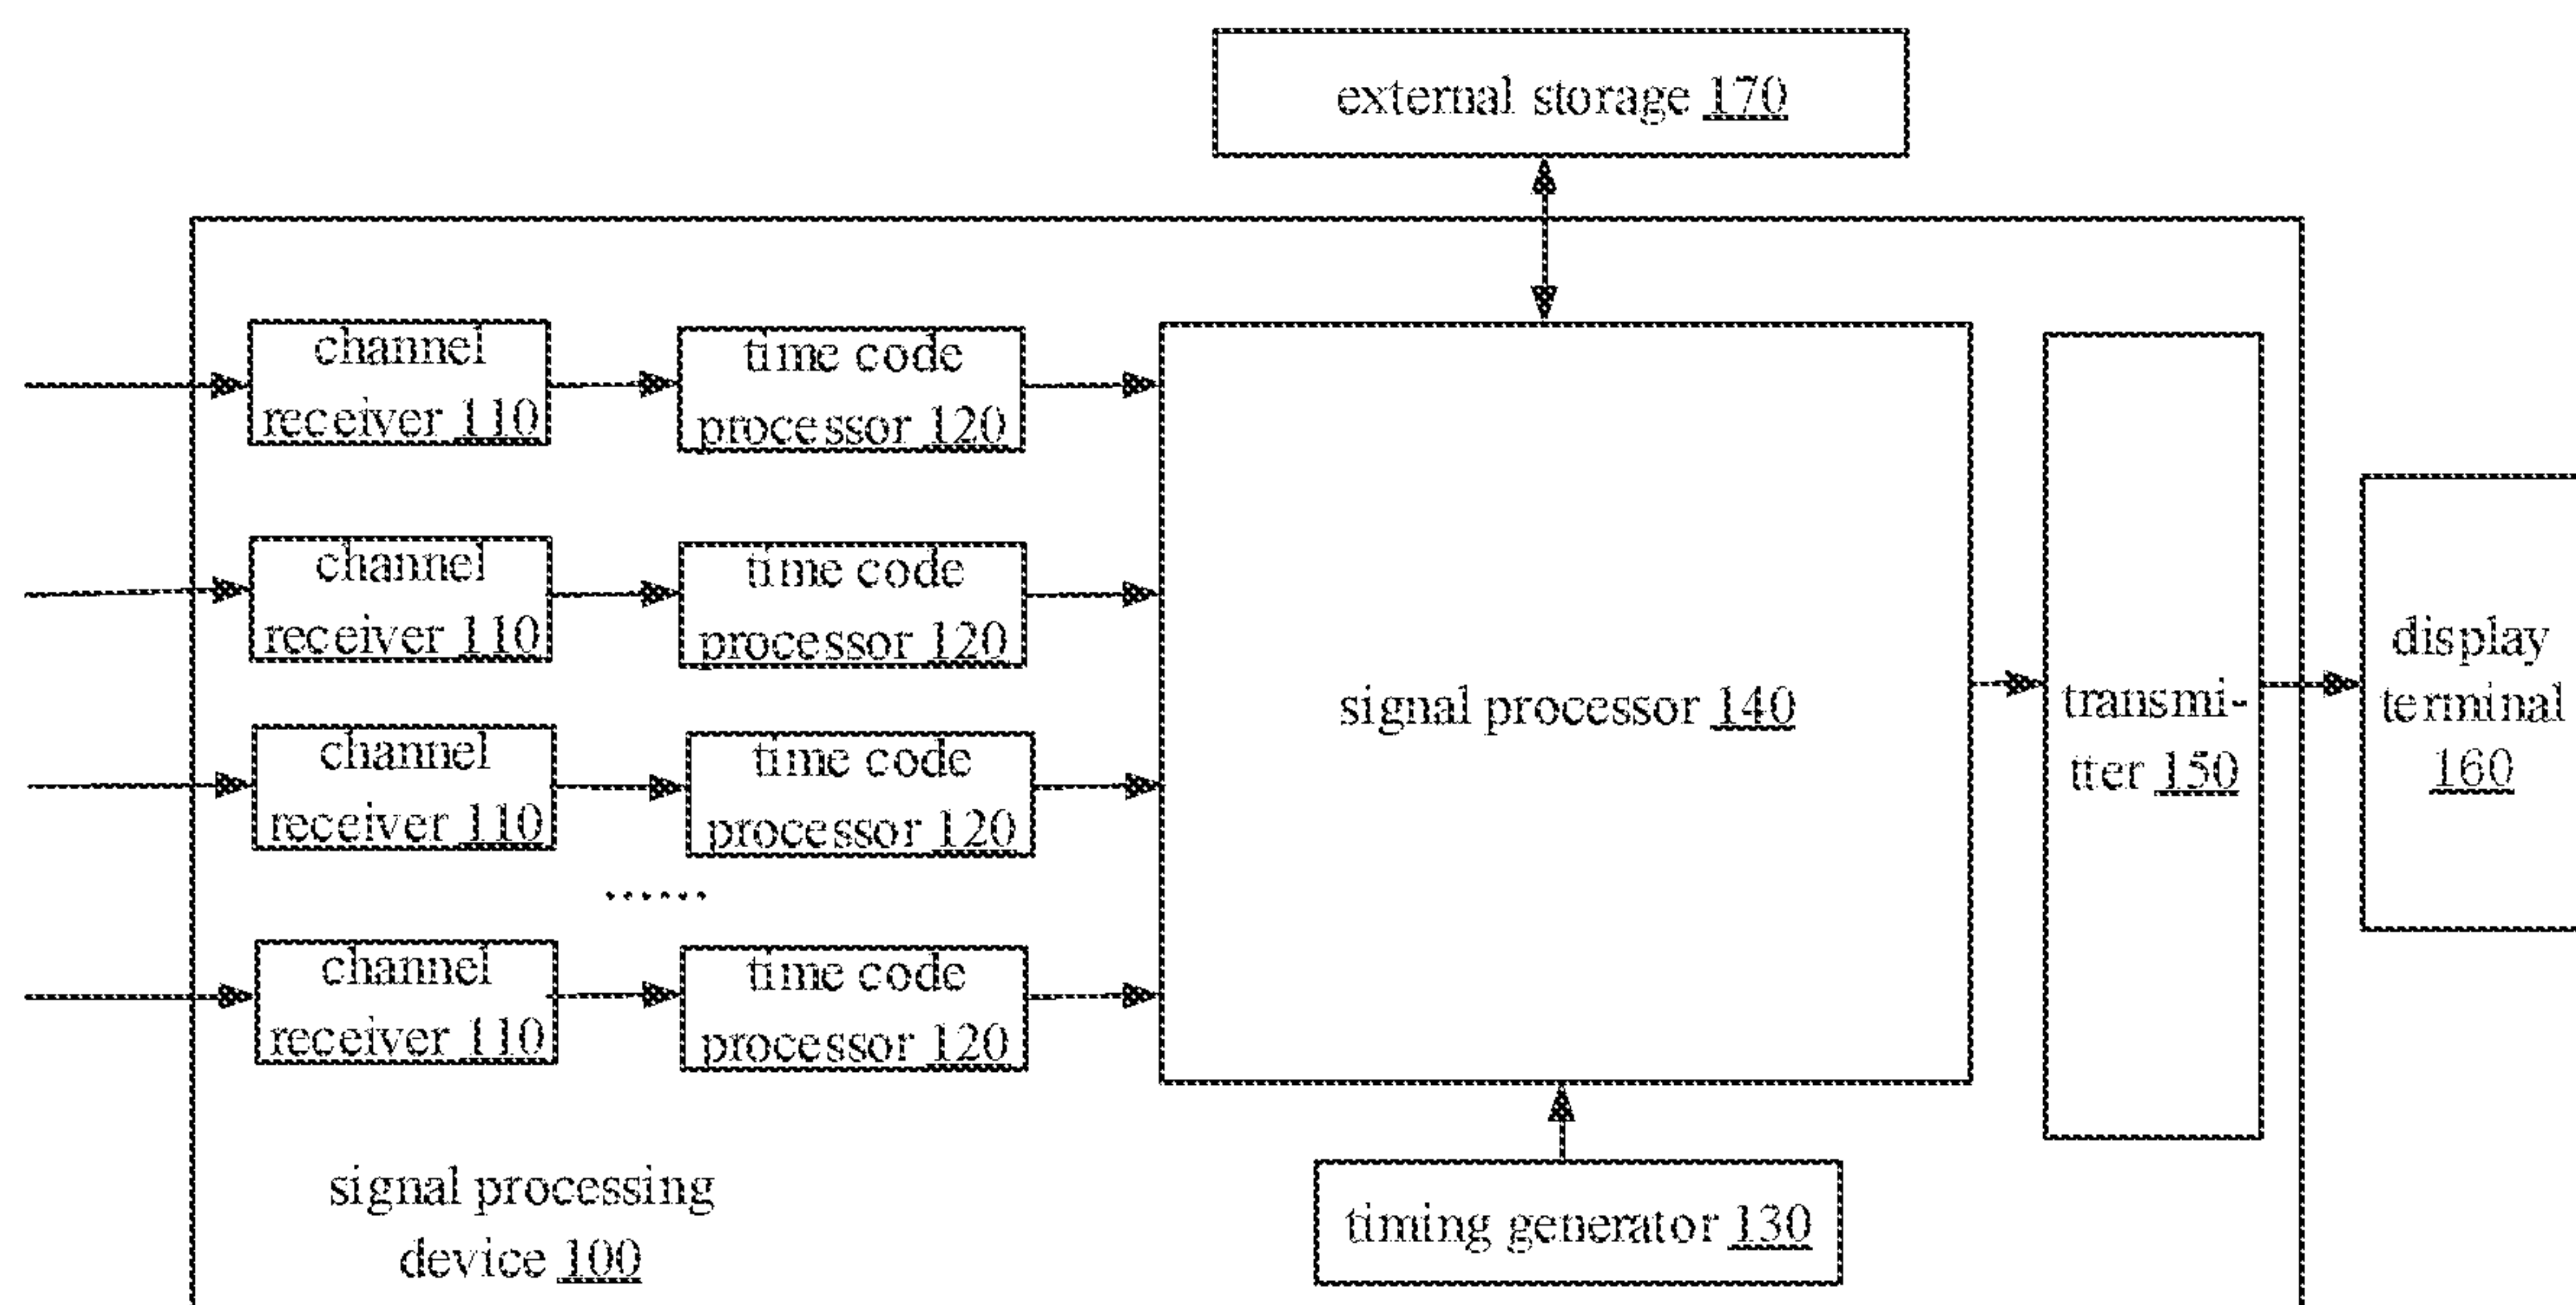 external storage 170
channel
receiver 110
time code
processor 120
channel
receiver 110
time code
processor 120
channel
receiver 110
time code
processor 120
......
channel
receiver 110
time code
processor 120
signal processor 140
transmi-
tter 150
display
terminal
160
signal processing
device 100
timing generator 130